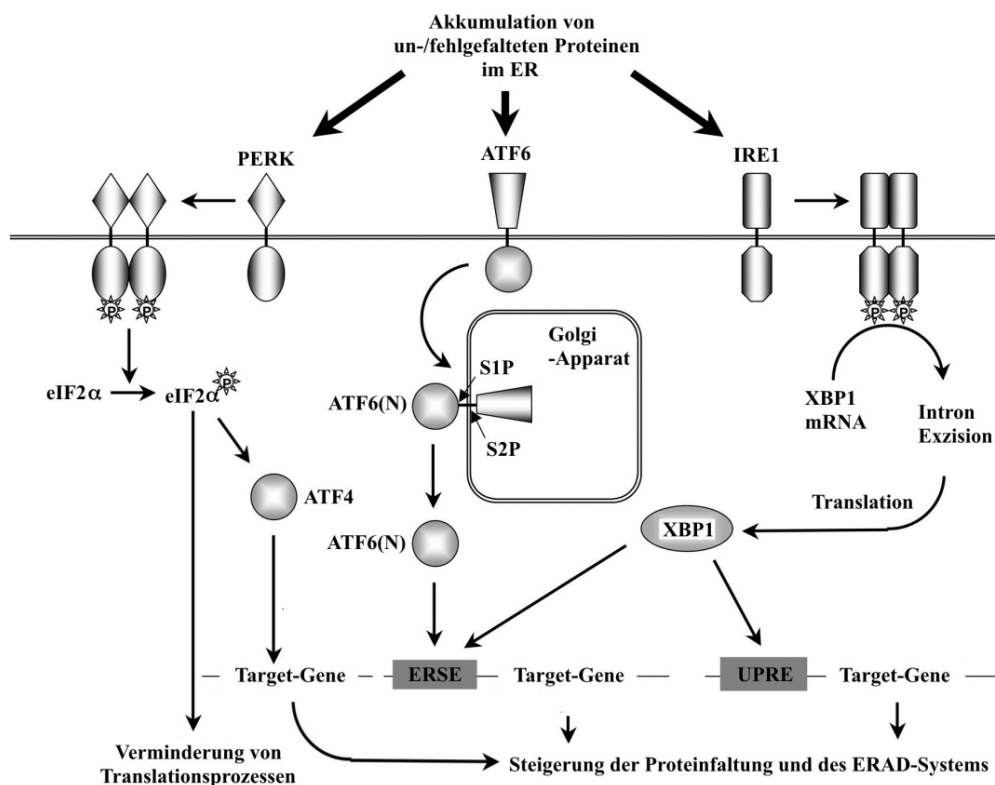 Akkumulation von
un-/fehlgefalteten Proteinen
im ER
PERK
ATF6
IRE1
P P
P P
Golgi
-Apparat
S1P
eIF2α
eIF2α
P
ATF6(N)
S2P
XBP1
mRNA
Intron
Exzision
ATF4
Translation
ATF6(N)
XBP1
Target-Gene
ERSE
Target-Gene
UPRE
Target-Gene
Verminderung von
Translationsprozessen
Steigerung der Proteinfaltung und des ERAD-Systems